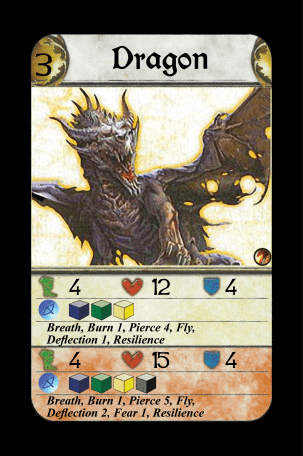 3
Dragon
4 12 4
Breath, Burn 1, Pierce 4, Fly,
Deflection 1, Resilience
4 15 4
Breath, Burn 1, Pierce 5, Fly,
Deflection 2, Fear 1, Resilience